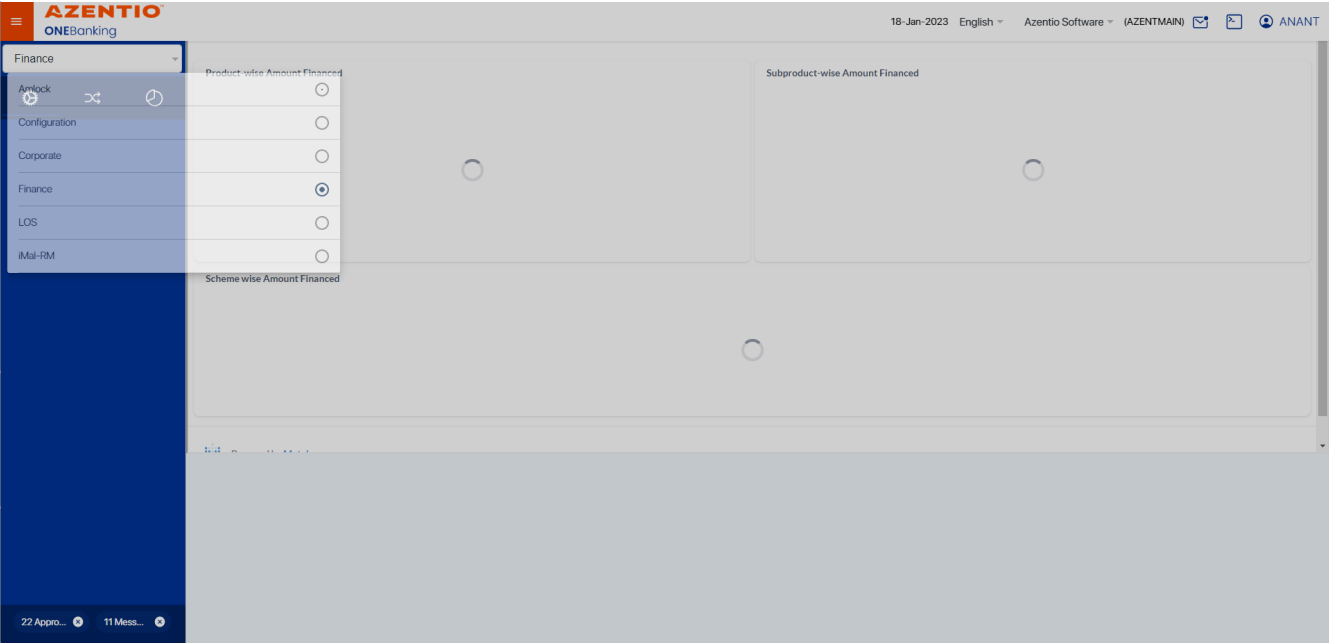 AZENTIO
ONEBanking
18-Jan-2023 English Azentio Software (AZENTMAIN) ANANT
Finance
Product-wise Amount Financed
Subproduct-wise Amount Financed
Amlock
Configuration
Corporate
Finance
LOS
iMal-RM
Scheme wise Amount Financed
22 Appro... 11 Mess...